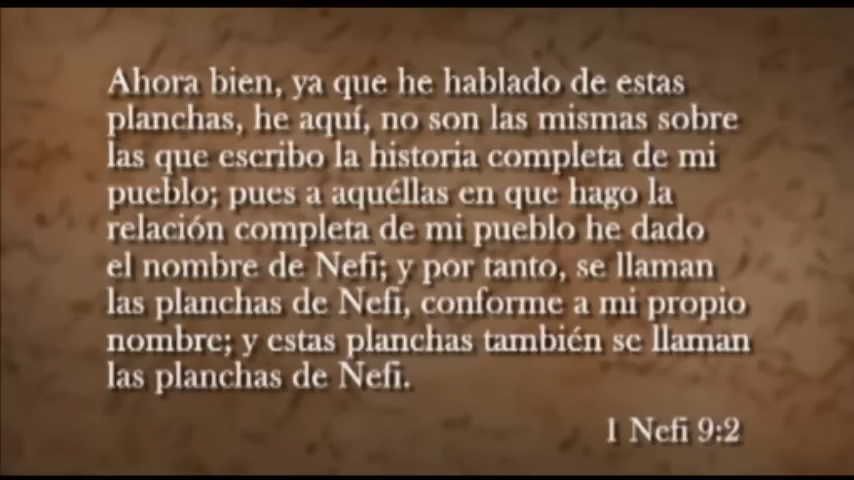 Ahora bien, ya que he hablado de estas
planchas, he aquí, no son las mismas sobre
las que escribo la historia completa de mi
pueblo; pues a aquéllas en que hago la
relación completa de mi pueblo he dado
el nombre de Nefi; y por tanto, se llaman
las planchas de Nefi, conforme a mi propio
nombre; y estas planchas también se llaman
las planchas de Nefi.
1 Nefi 9:2